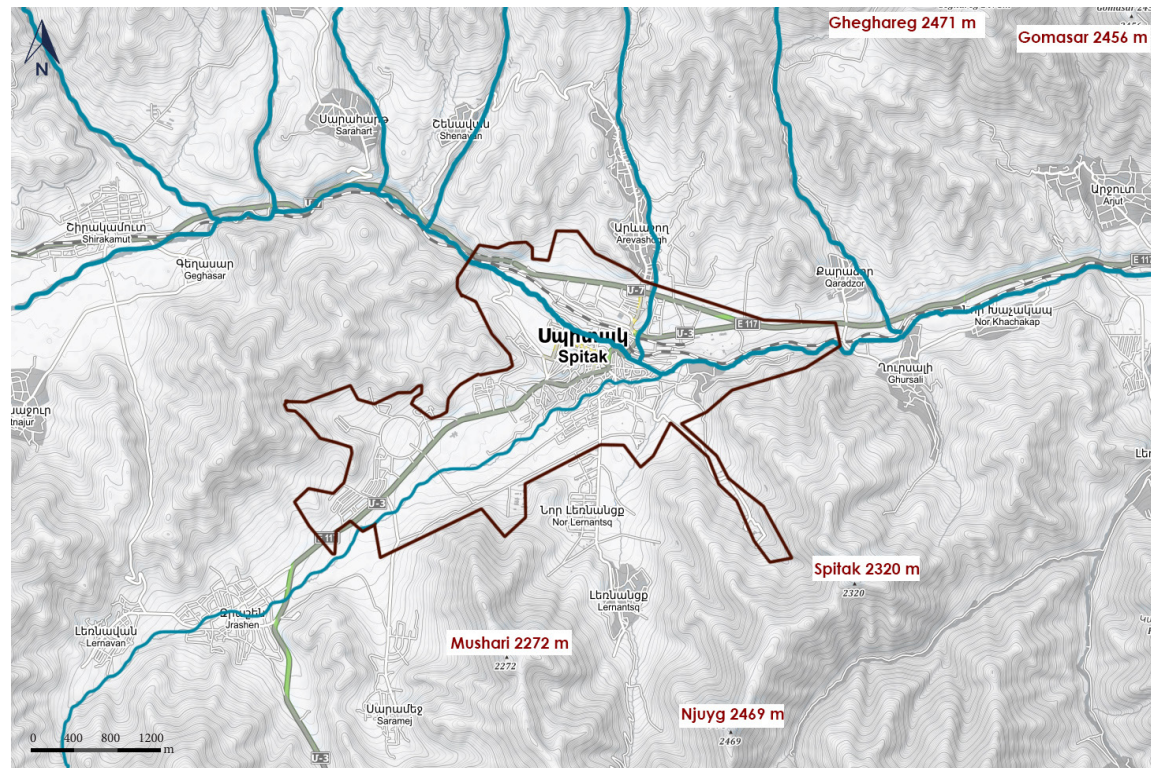 Gheghareg 2471 m
Gomasar 2456 m
N
Սարահարթ
Sarahart
Շենավան
Shenavan
Արջուտ
Arjut
Շիրակամուտ
Shirakamut
Գեղասար
Geghasar
Արևաշող
Arevashogh
Քարաձոր
Qaradzor
E 117
Մ-7
Մ-3
E 117
Նոր Խաչակապ
Nor Khachakap
Սպիտակ
Spitak
Ղուրսալի
Ghursali
Մ-3
Նոր Լեռնանցք
Nor Lernantsq
Spitak 2320 m
2320
Լեռնանցք
Lernantsq
Ջրաշեն
Jrashen
Լեռնավան
Lernavan
Mushari 2272 m
2272
Սարամեջ
Saramej
Njuyg 2469 m
2469
0 400 800 1200 m
Մ-3